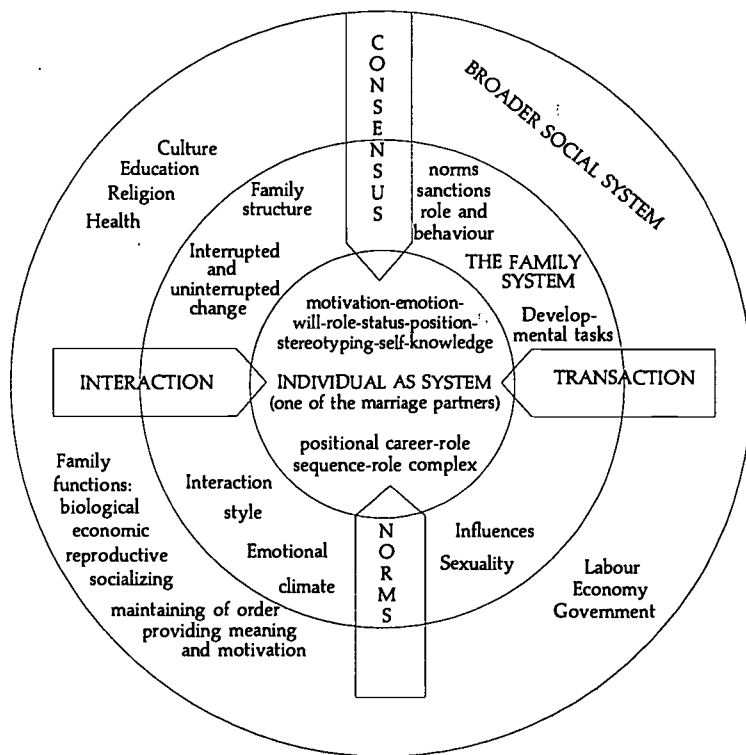 CONSENSUS
BROADER SOCIAL SYSTEM
Culture
Education
Religion
Health
Family
structure
norms
sanctions
role and
behaviour
Interrupted
and
uninterrupted
change
THE FAMILY
SYSTEM
Develop-
mental tasks
motivation-emotion-
will-role-status-position-
stereotyping-self-knowledge
INTERACTION
INDIVIDUAL AS SYSTEM
(one of the marriage partners)
TRANSACTION
positional career-role
sequence-role complex
Family
functions:
biological
economic
reproductive
socializing
maintaining of order
providing meaning
and motivation
Interaction
style
Emotional
climate
NORMS
Influences
Sexuality
Labour
Economy
Government